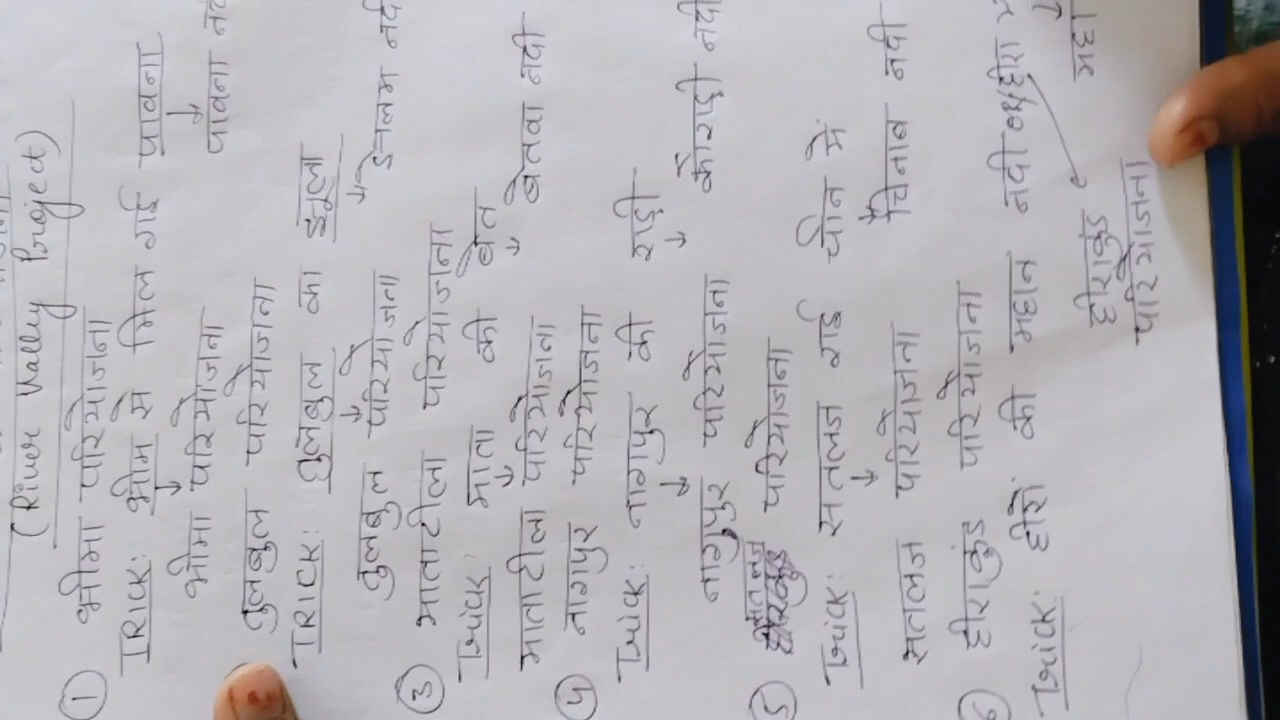 (River Valley Project)
① भीमा परियोजना
TRICK: भीम से मिल गई पावना
भीमा परियोजना पावना
तुलबुल परियोजना
TRICK: तुलबुल का झूला
तुलबुल परियोजना झेलम नदी
③ माताटीला परियोजना
Trick: माता की बेत
माताटीला परियोजना बेतवा नदी
④ नागपुर परियोजना
Trick: नागपुर की राड़ी
नागपुर परियोजना कोराड़ी नदी
⑤ सतलज परियोजना
Trick: सतलज गई चीन में
सतलज परियोजना चिनाब नदी
⑥ हीराकुंड परियोजना
Trick: हीरों की महान नदी
हीराकुंड
परियोजना
महा